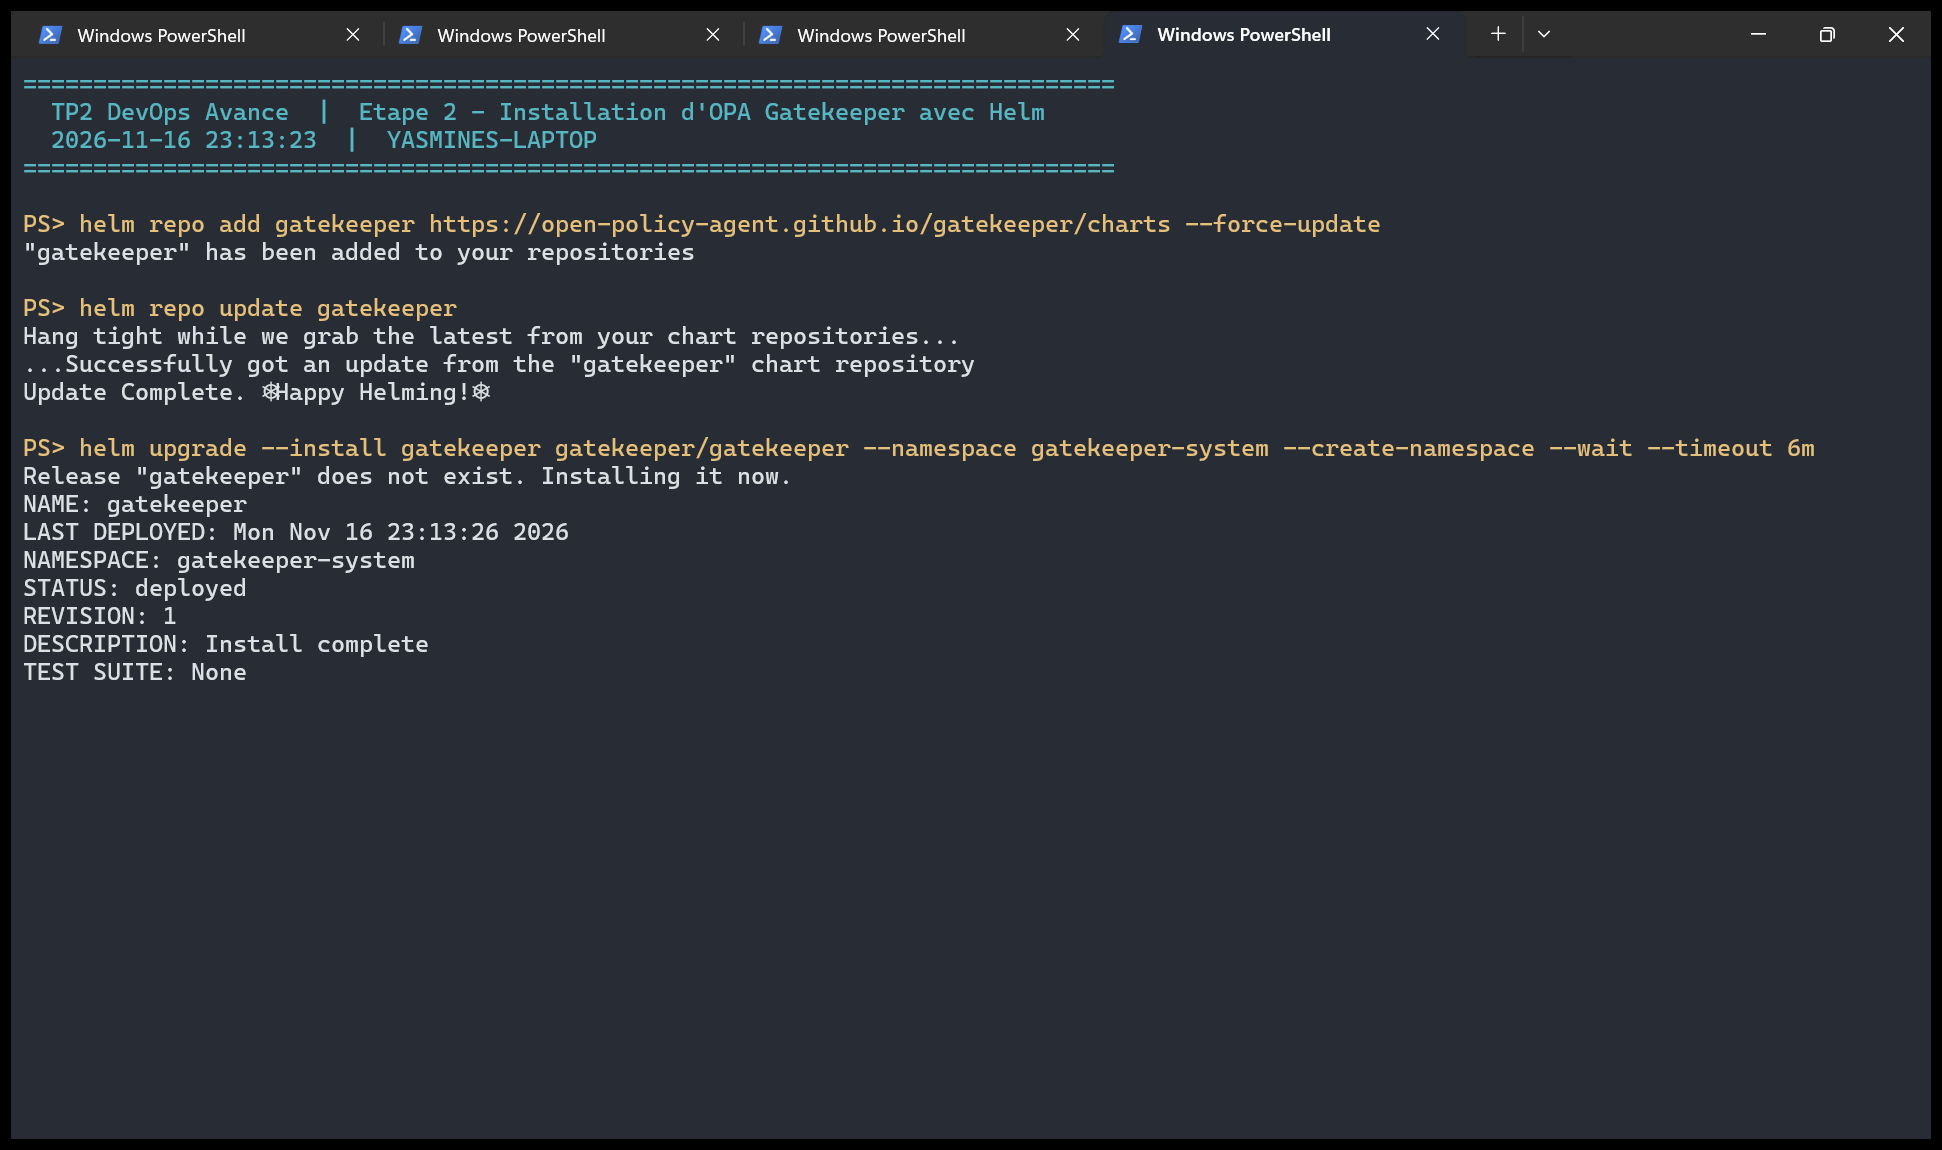 Windows PowerShell Windows PowerShell Windows PowerShell Windows PowerShell
==============================================================================
TP2 DevOps Avance | Etape 2 - Installation d'OPA Gatekeeper avec Helm
2026-11-16 23:13:23 | YASMINES-LAPTOP
==============================================================================
PS> helm repo add gatekeeper https://open-policy-agent.github.io/gatekeeper/charts --force-update
"gatekeeper" has been added to your repositories
PS> helm repo update gatekeeper
Hang tight while we grab the latest from your chart repositories...
...Successfully got an update from the "gatekeeper" chart repository
Update Complete. ⎈Happy Helming!⎈
PS> helm upgrade --install gatekeeper gatekeeper/gatekeeper --namespace gatekeeper-system --create-namespace --wait --timeout 6m
Release "gatekeeper" does not exist. Installing it now.
NAME: gatekeeper
LAST DEPLOYED: Mon Nov 16 23:13:26 2026
NAMESPACE: gatekeeper-system
STATUS: deployed
REVISION: 1
DESCRIPTION: Install complete
TEST SUITE: None